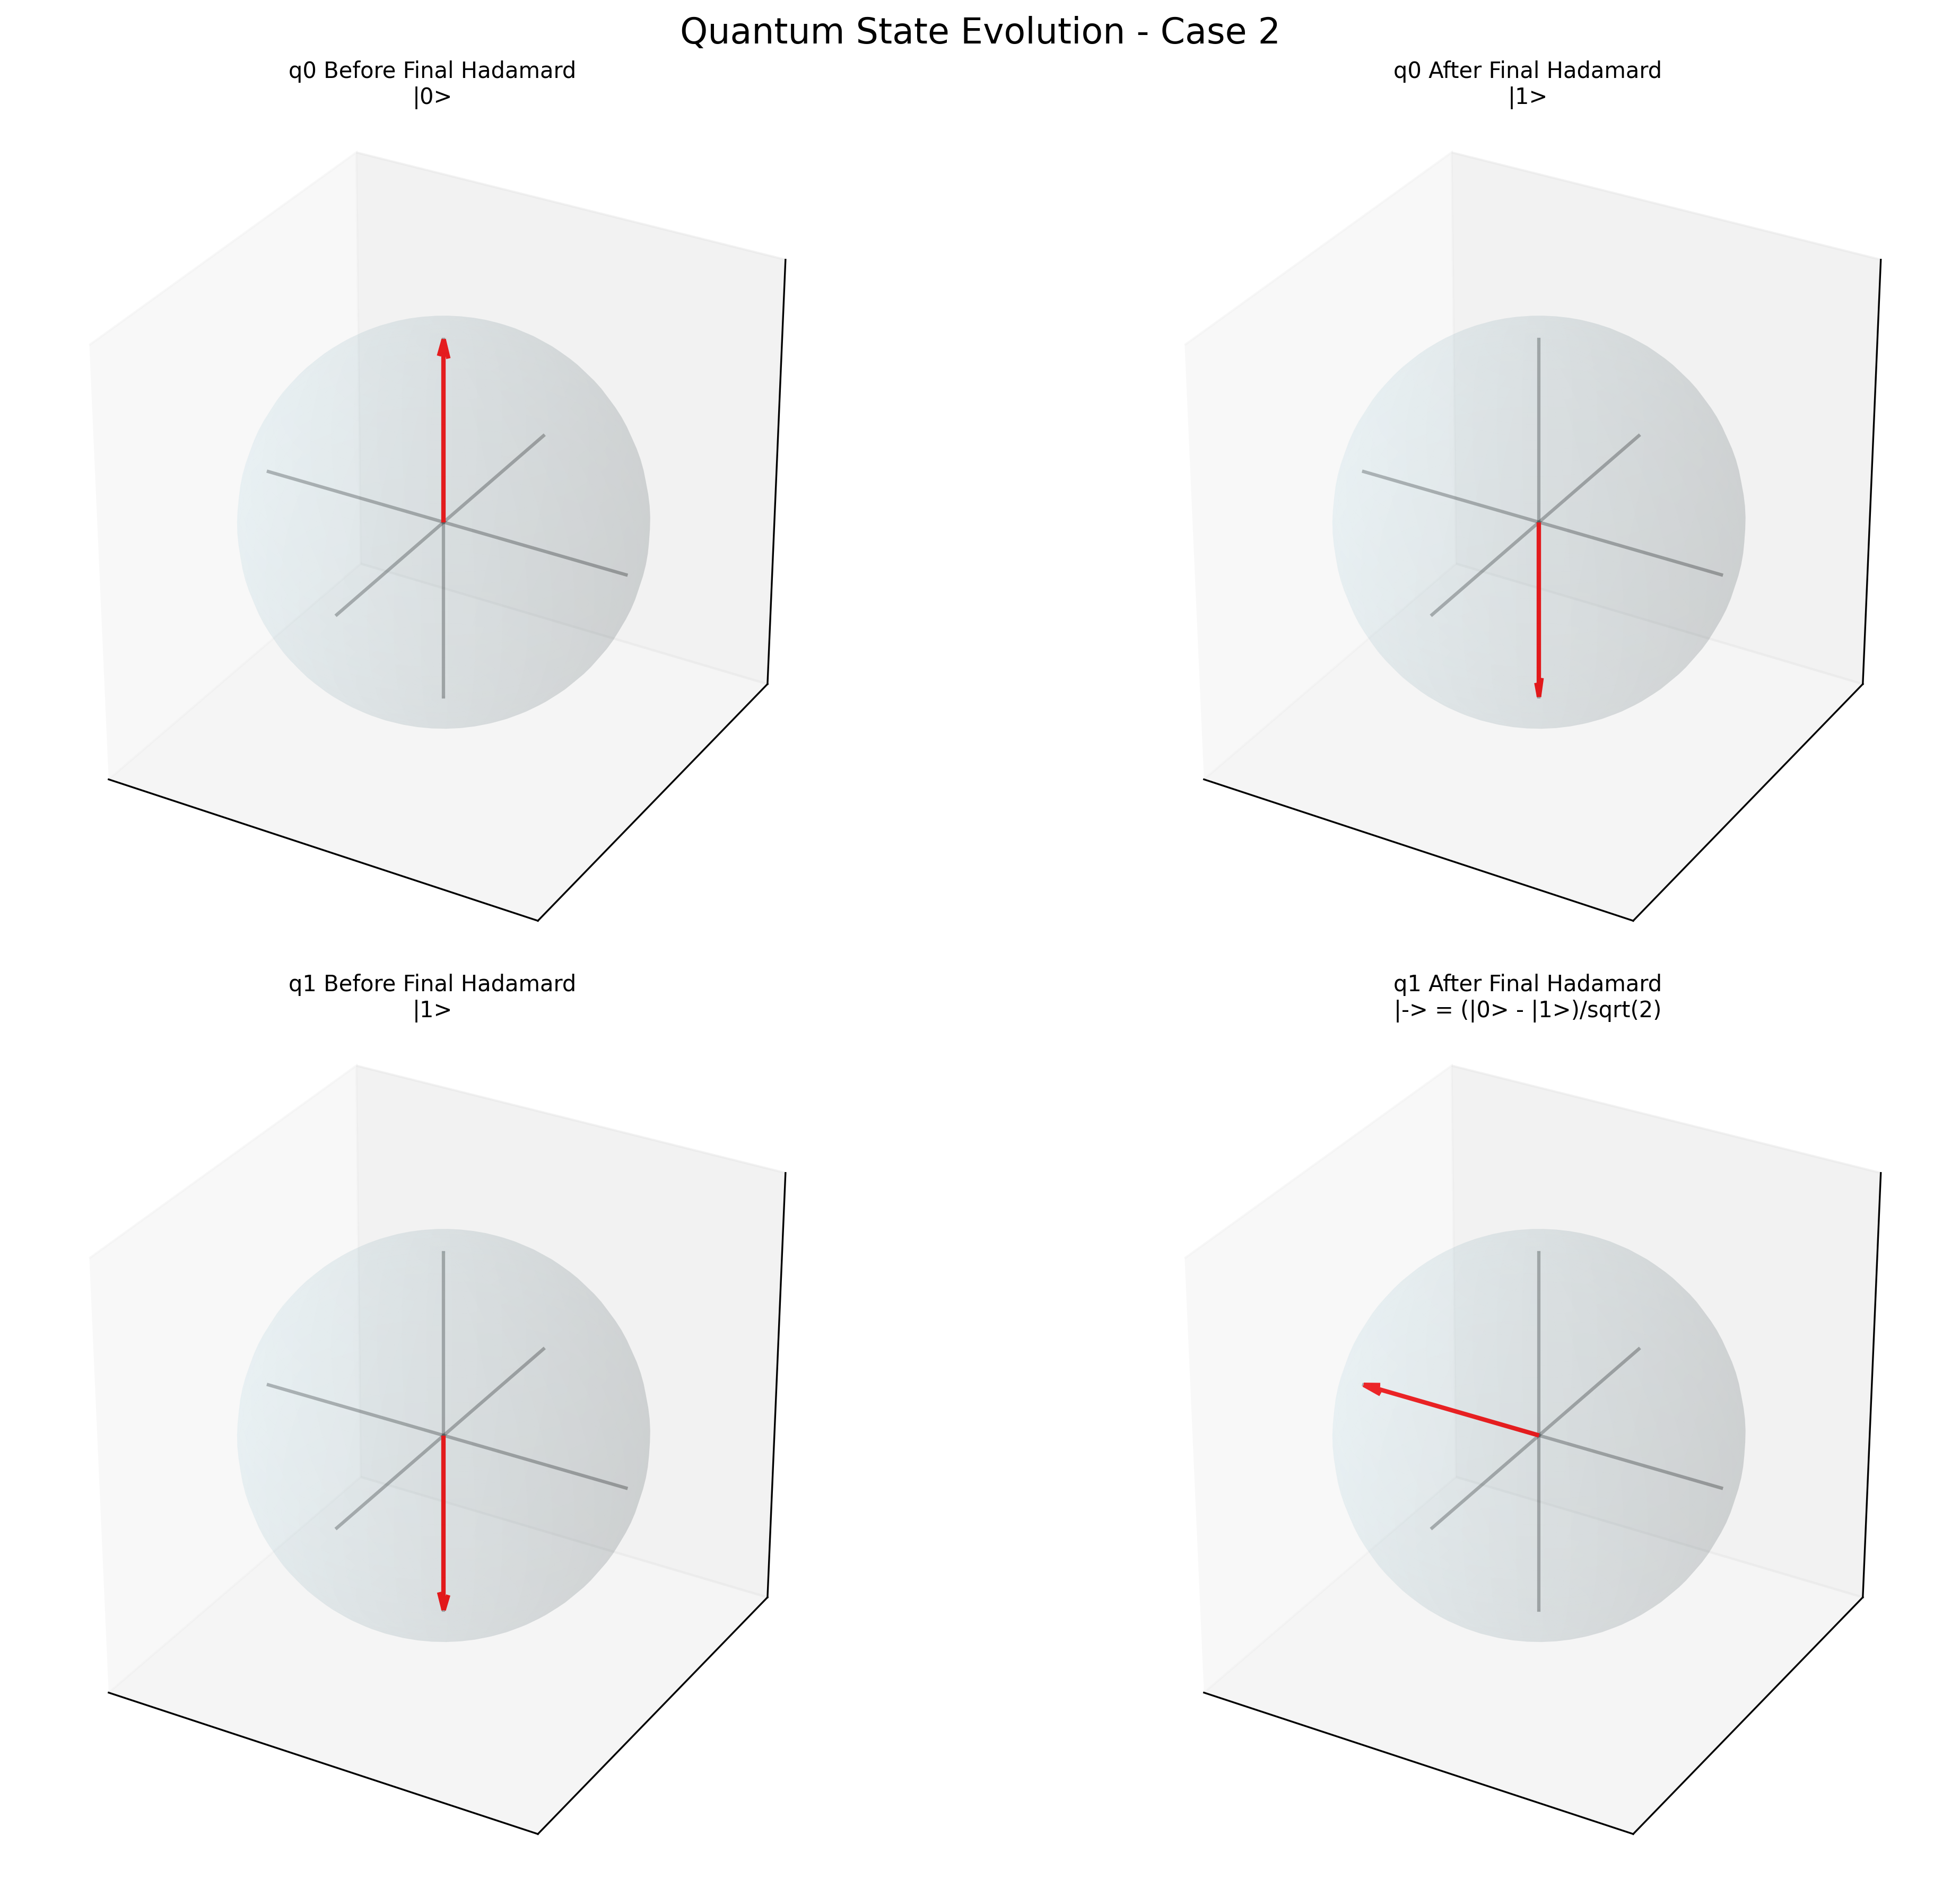 Quantum State Evolution - Case 2
q0 Before Final Hadamard
|0>
q0 After Final Hadamard
|1>
q1 Before Final Hadamard
|1>
q1 After Final Hadamard
|-> = (|0> - |1>)/sqrt(2)